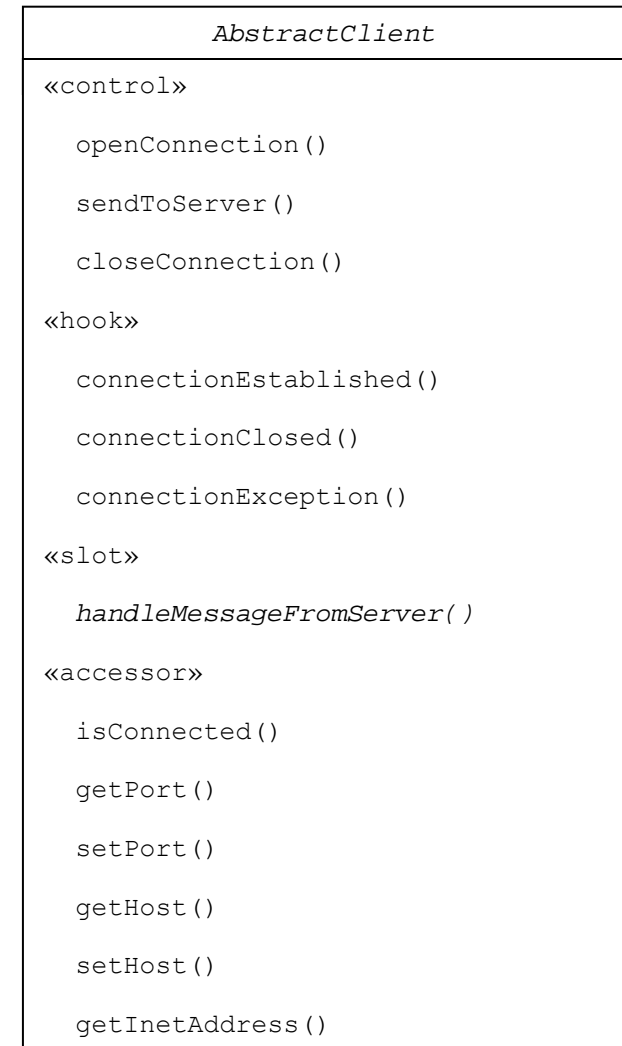 AbstractClient
«control»
openConnection()
sendToServer()
closeConnection()
«hook»
connectionEstablished()
connectionClosed()
connectionException()
«slot»
handleMessageFromServer()
«accessor»
isConnected()
getPort()
setPort()
getHost()
setHost()
getInetAddress()